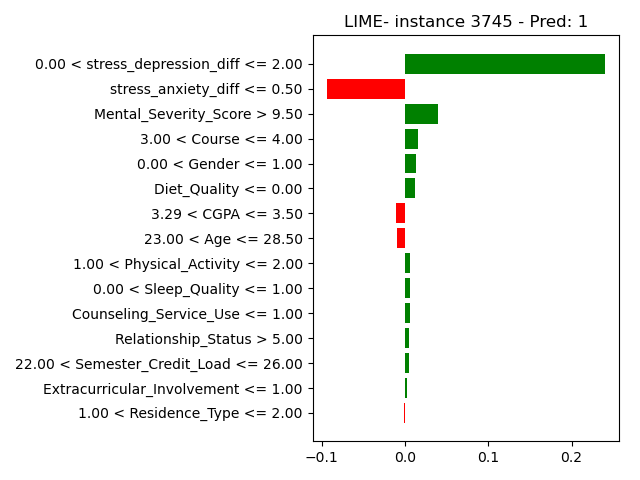 LIME- instance 3745 - Pred: 1
0.00 < stress_depression_diff <= 2.00
stress_anxiety_diff <= 0.50
Mental_Severity_Score > 9.50
3.00 < Course <= 4.00
0.00 < Gender <= 1.00
Diet_Quality <= 0.00
3.29 < CGPA <= 3.50
23.00 < Age <= 28.50
1.00 < Physical_Activity <= 2.00
0.00 < Sleep_Quality <= 1.00
Counseling_Service_Use <= 1.00
Relationship_Status > 5.00
22.00 < Semester_Credit_Load <= 26.00
Extracurricular_Involvement <= 1.00
1.00 < Residence_Type <= 2.00
−0.1 0.0 0.1 0.2